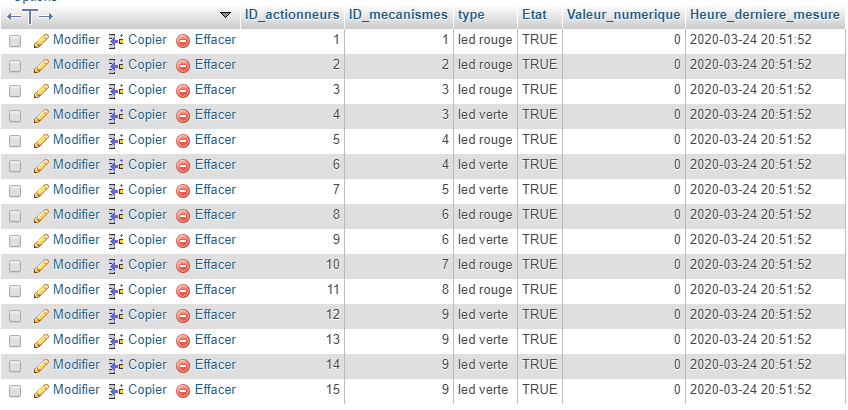 ID_actionneurs ID_mecanismes type Etat Valeur_numerique Heure_derniere_mesure
Modifier Copier Effacer 1 1 led rouge TRUE 0 2020-03-24 20:51:52
Modifier Copier Effacer 2 2 led rouge TRUE 0 2020-03-24 20:51:52
Modifier Copier Effacer 3 3 led rouge TRUE 0 2020-03-24 20:51:52
Modifier Copier Effacer 4 3 led verte TRUE 0 2020-03-24 20:51:52
Modifier Copier Effacer 5 4 led rouge TRUE 0 2020-03-24 20:51:52
Modifier Copier Effacer 6 4 led verte TRUE 0 2020-03-24 20:51:52
Modifier Copier Effacer 7 5 led verte TRUE 0 2020-03-24 20:51:52
Modifier Copier Effacer 8 6 led rouge TRUE 0 2020-03-24 20:51:52
Modifier Copier Effacer 9 6 led verte TRUE 0 2020-03-24 20:51:52
Modifier Copier Effacer 10 7 led rouge TRUE 0 2020-03-24 20:51:52
Modifier Copier Effacer 11 8 led rouge TRUE 0 2020-03-24 20:51:52
Modifier Copier Effacer 12 9 led verte TRUE 0 2020-03-24 20:51:52
Modifier Copier Effacer 13 9 led verte TRUE 0 2020-03-24 20:51:52
Modifier Copier Effacer 14 9 led verte TRUE 0 2020-03-24 20:51:52
Modifier Copier Effacer 15 9 led verte TRUE 0 2020-03-24 20:51:52